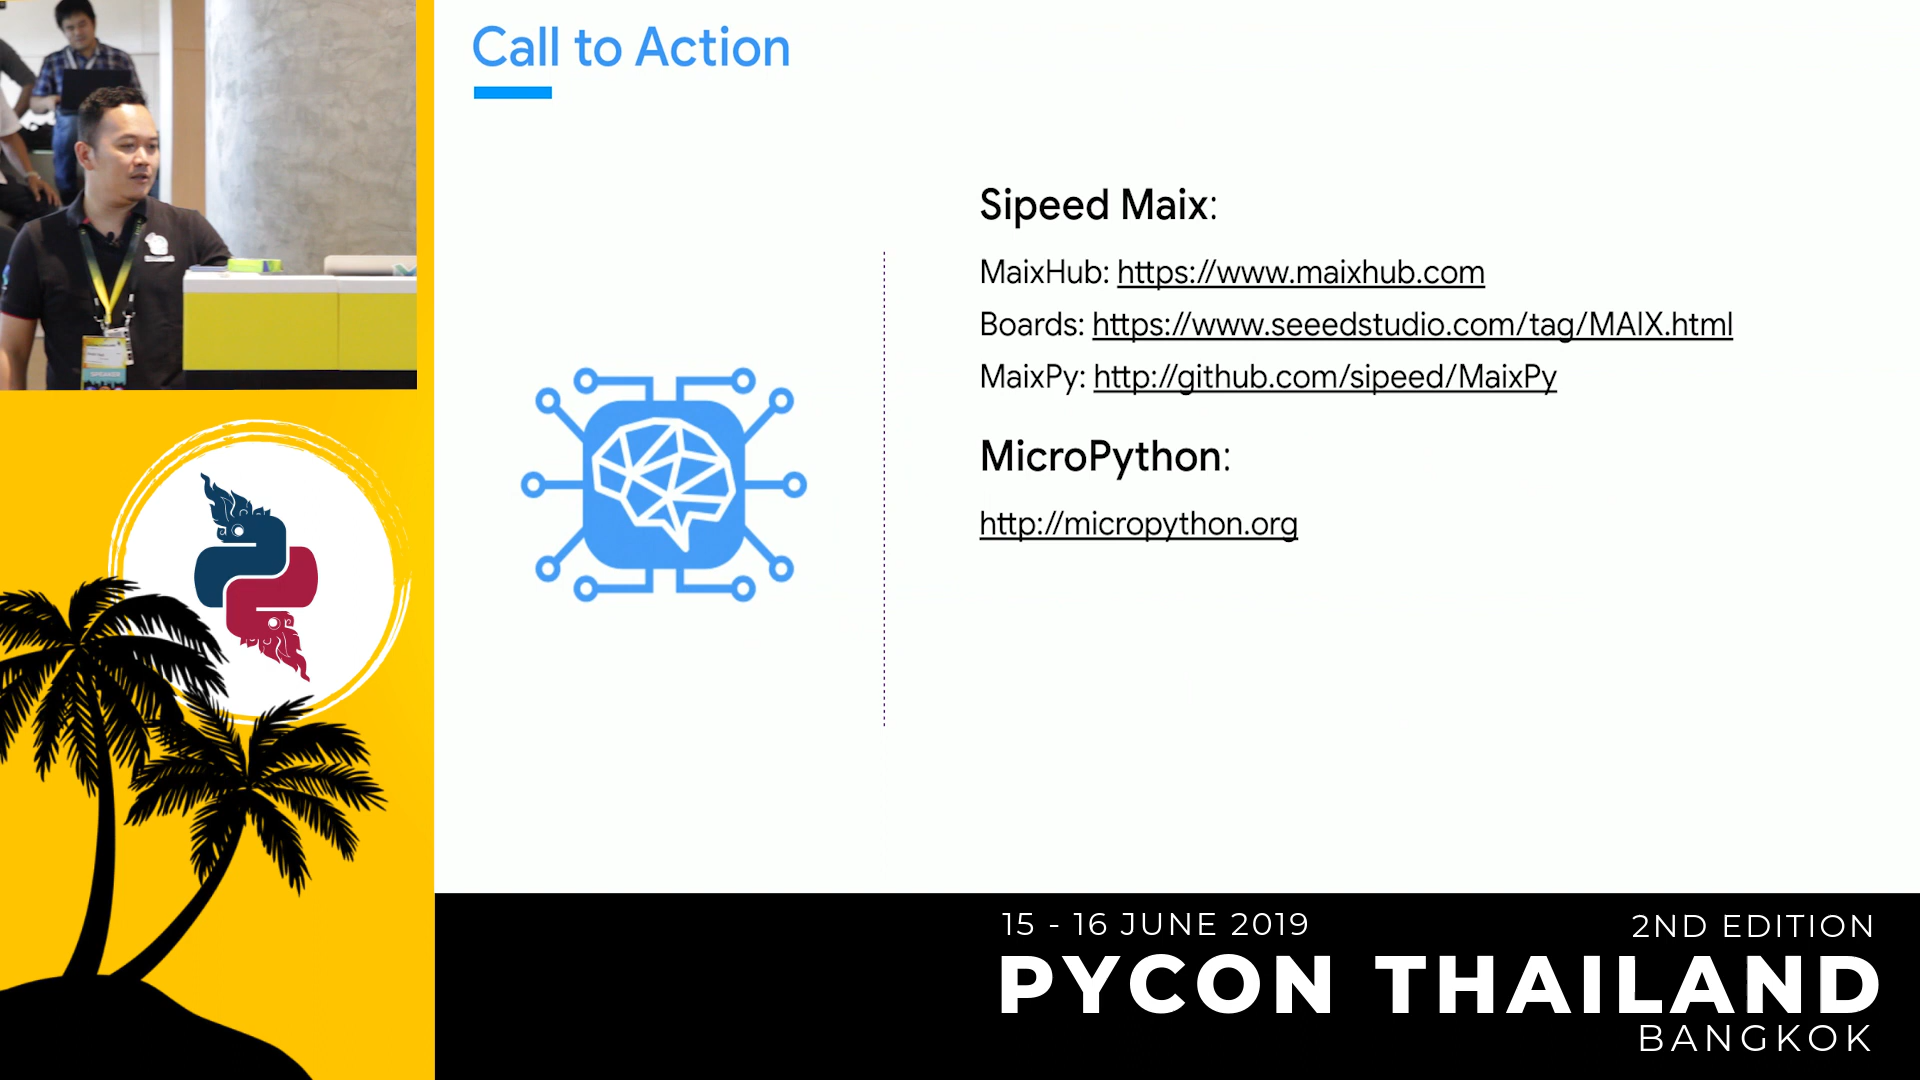 Call to Action
Sipeed Maix:
MaixHub: https://www.maixhub.com
Boards: https://www.seeedstudio.com/tag/MAIX.html
MaixPy: http://github.com/sipeed/MaixPy
MicroPython:
http://micropython.org
15 - 16 JUNE 2019
2ND EDITION
PYCON THAILAND
BANGKOK